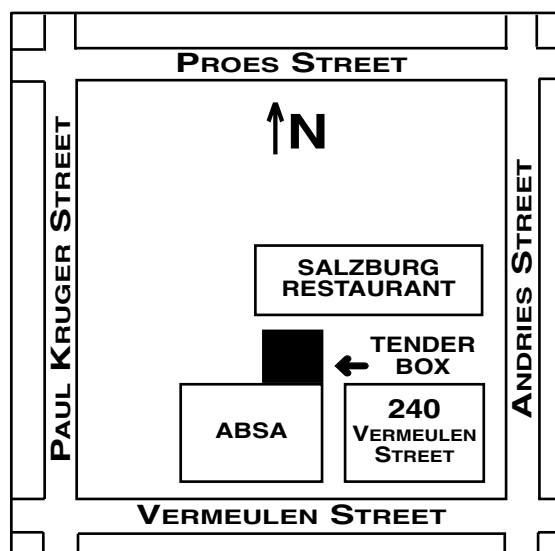 PROES STREET
N
PAUL KRUGER STREET
ANDRIES STREET
SALZBURG
RESTAURANT
TENDER
BOX
ABSA
240
VERMEULEN
STREET
VERMEULEN STREET